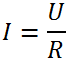 I = U/R